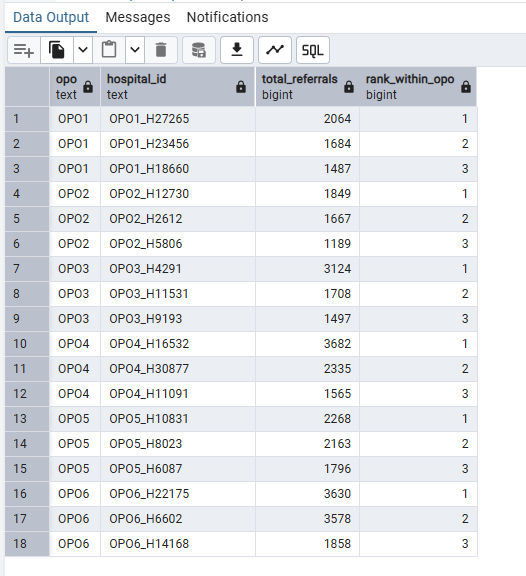 Data Output Messages Notifications
SQL
opo hospital_id total_referrals rank_within_opo
text text bigint bigint
1 OPO1 OPO1_H27265 2064 1
2 OPO1 OPO1_H23456 1684 2
3 OPO1 OPO1_H18660 1487 3
4 OPO2 OPO2_H12730 1849 1
5 OPO2 OPO2_H2612 1667 2
6 OPO2 OPO2_H5806 1189 3
7 OPO3 OPO3_H4291 3124 1
8 OPO3 OPO3_H11531 1708 2
9 OPO3 OPO3_H9193 1497 3
10 OPO4 OPO4_H16532 3682 1
11 OPO4 OPO4_H30877 2335 2
12 OPO4 OPO4_H11091 1565 3
13 OPO5 OPO5_H10831 2268 1
14 OPO5 OPO5_H8023 2163 2
15 OPO5 OPO5_H6087 1796 3
16 OPO6 OPO6_H22175 3630 1
17 OPO6 OPO6_H6602 3578 2
18 OPO6 OPO6_H14168 1858 3